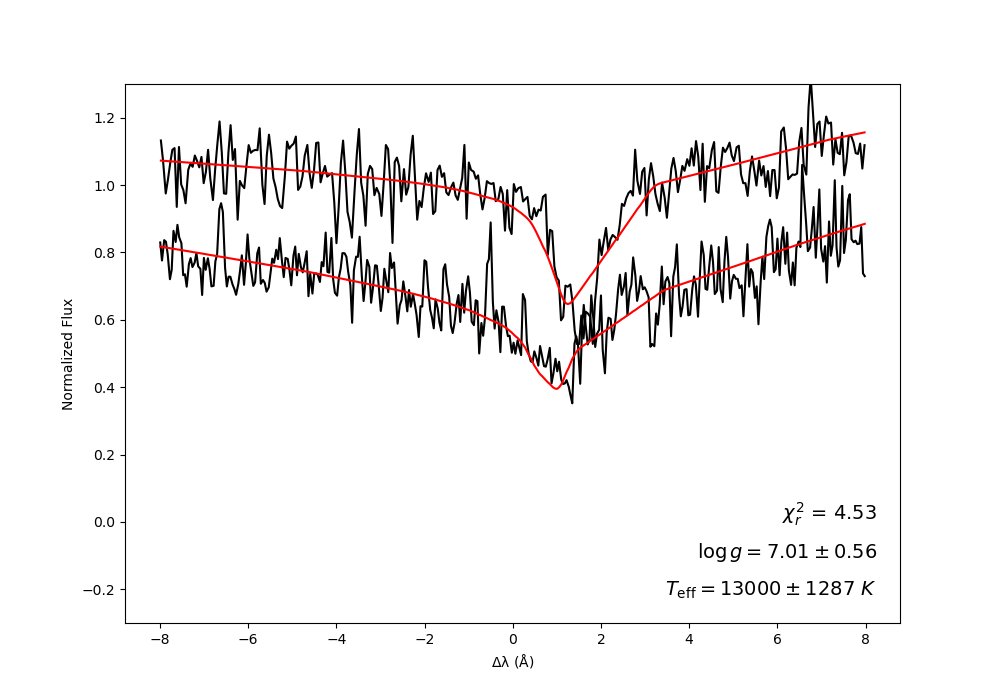 1.2
1.0
0.8
0.6
0.4
0.2
0.0
−0.2
Normalized Flux
χ²ᵣ = 4.53
log g = 7.01 ± 0.56
T_eff = 13000 ± 1287 K
−8 −6 −4 −2 0 2 4 6 8
Δλ (Å)